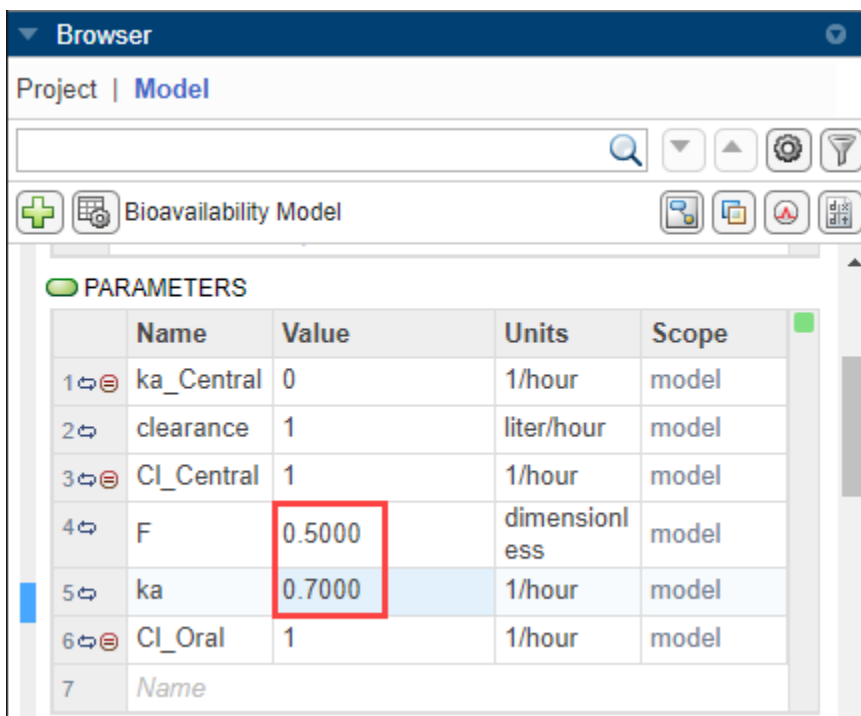 Browser
Project | Model
Bioavailability Model
PARAMETERS
Name Value Units Scope
1 ka_Central 0 1/hour model
2 clearance 1 liter/hour model
3 Cl_Central 1 1/hour model
4 F 0.5000 dimensionl
ess model
5 ka 0.7000 1/hour model
6 Cl_Oral 1 1/hour model
7 Name